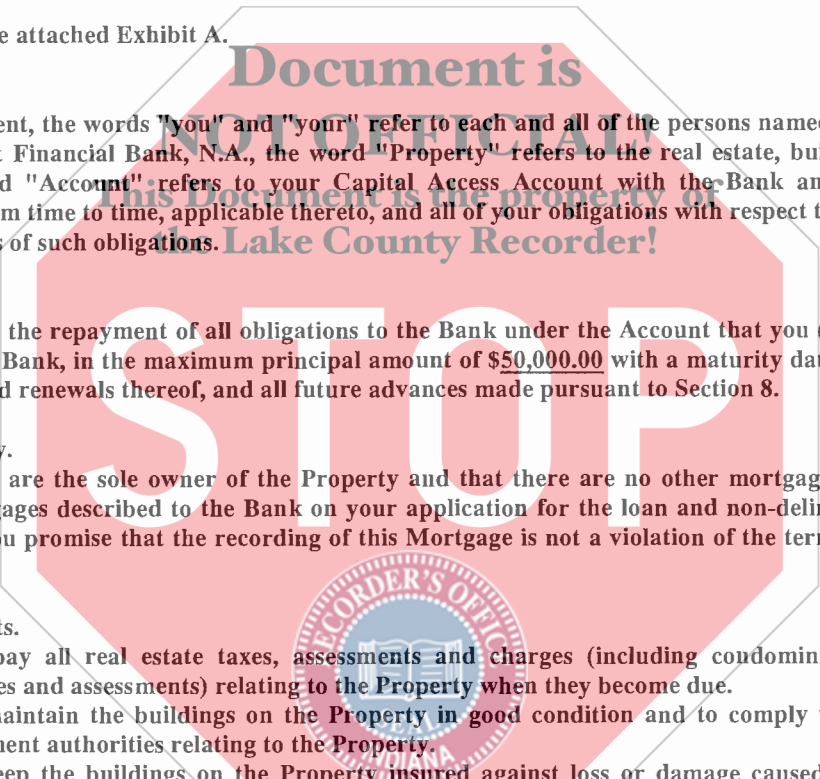 e attached Exhibit A.
Document is
ent, the words "you" and "your" refer to each and all of the persons name
NOT OFFICIAL!
t Financial Bank, N.A., the word "Property" refers to the real estate, bui
d "Account" refers to your Capital Access Account with the Bank an
This Document is the property of
m time to time, applicable thereto, and all of your obligations with respect t
s of such obligations.
the Lake County Recorder!
the repayment of all obligations to the Bank under the Account that you
Bank, in the maximum principal amount of $50,000.00 with a maturity dat
d renewals thereof, and all future advances made pursuant to Section 8.
STOP
y.
are the sole owner of the Property and that there are no other mortgag
gages described to the Bank on your application for the loan and non-delin
ou promise that the recording of this Mortgage is not a violation of the ter
RECORDER'S OFFICE
ts.
pay all real estate taxes, assessments and charges (including condomin
es and assessments) relating to the Property when they become due.
maintain the buildings on the Property in good condition and to comply
SEAL
ment authorities relating to the Property.
INDIANA
eep the buildings on the Property insured against loss or damage caused